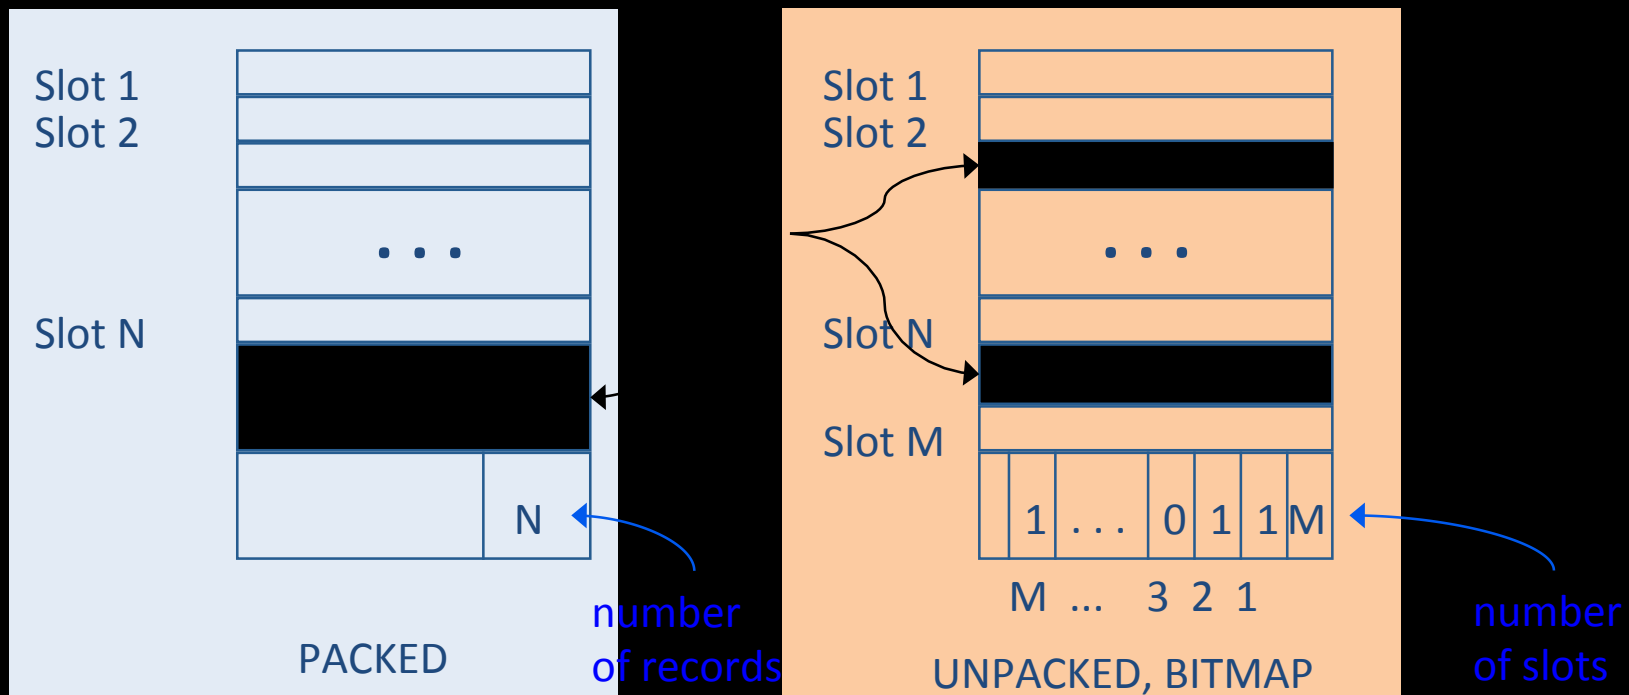 Slot 1
Slot 2
. . .
Slot N
N
number
of records
PACKED
Slot 1
Slot 2
. . .
Slot N
Slot M
1 . . . 0 1 1 M
M ... 3 2 1
number
of slots
UNPACKED, BITMAP